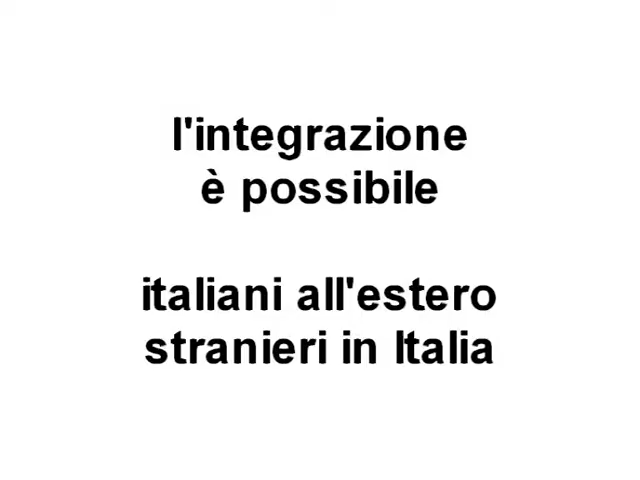 l'integrazione
è possibile
italiani all'estero
stranieri in Italia